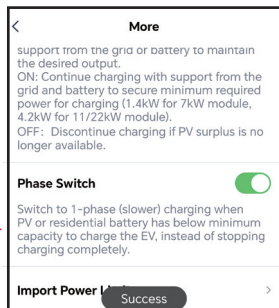 More
support from the grid or battery to maintain
the desired output.
ON: Continue charging with support from the
grid and battery to secure minimum required
power for charging (1.4kW for 7kW module,
4.2kW for 11/22kW module).
OFF: Discontinue charging if PV surplus is no
longer available.
Phase Switch
Switch to 1-phase (slower) charging when
PV or residential battery has below minimum
capacity to charge the EV, instead of stopping
charging completely.
Import Power
Success